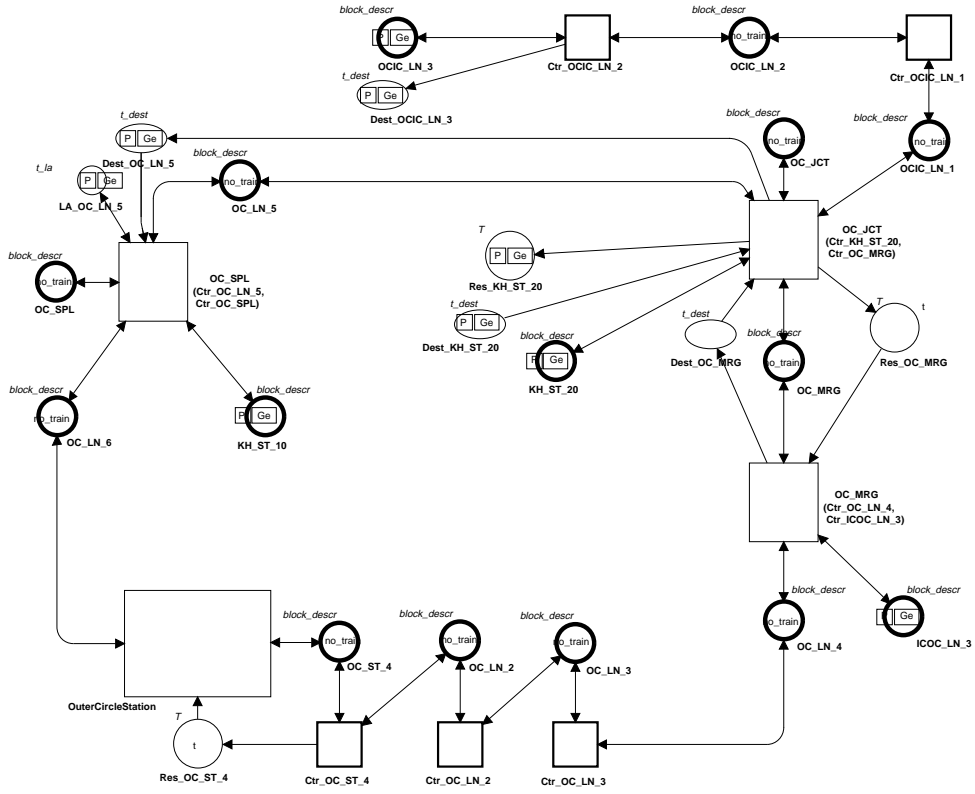 block_descr
P Ge
OCIC_LN_3
Ctr_OCIC_LN_2
block_descr
no_train
OCIC_LN_2
Ctr_OCIC_LN_1
t_dest
P Ge
Dest_OCIC_LN_3
block_descr
no_train
OCIC_LN_1
block_descr
no_train
OC_JCT
t_dest
P Ge
Dest_OC_LN_5
t_la
P Ge
LA_OC_LN_5
block_descr
no_train
OC_LN_5
OC_JCT
(Ctr_KH_ST_20,
Ctr_OC_MRG)
T
P Ge
Res_KH_ST_20
block_descr
no_train
OC_SPL
OC_SPL
(Ctr_OC_LN_5,
Ctr_OC_SPL)
t_dest
P Ge
Dest_KH_ST_20
block_descr
Ge
KH_ST_20
t_dest
Dest_OC_MRG
block_descr
no_train
OC_MRG
T
t
Res_OC_MRG
block_descr
no_train
OC_LN_6
block_descr
P Ge
KH_ST_10
OC_MRG
(Ctr_OC_LN_4,
Ctr_ICOC_LN_3)
block_descr
no_train
OC_LN_4
block_descr
Ge
ICOC_LN_3
OuterCircleStation
block_descr
no_train
OC_ST_4
block_descr
no_train
OC_LN_2
block_descr
no_train
OC_LN_3
T
t
Res_OC_ST_4
Ctr_OC_ST_4
Ctr_OC_LN_2
Ctr_OC_LN_3